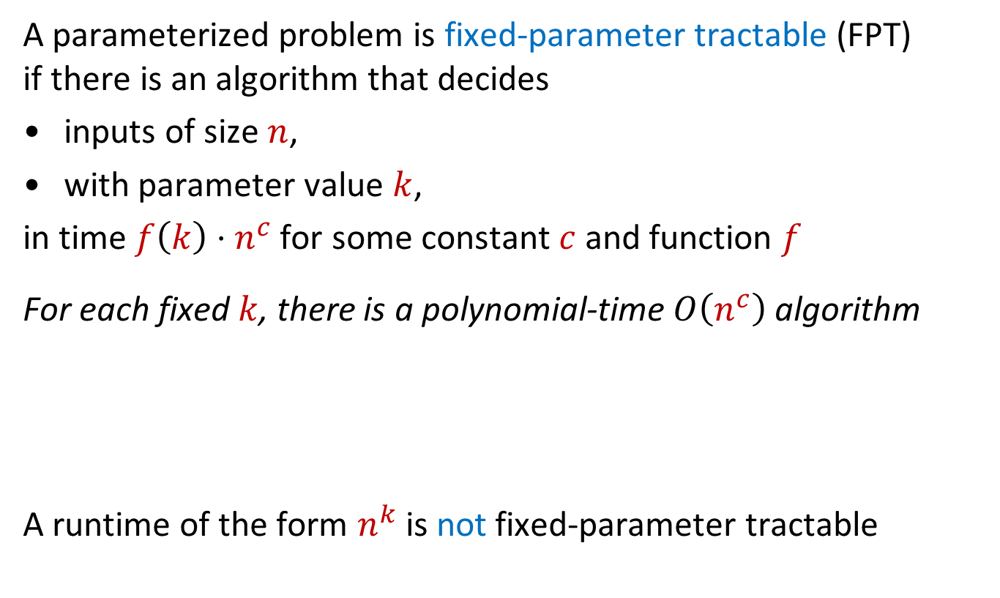 A parameterized problem is fixed-parameter tractable (FPT)
if there is an algorithm that decides
• inputs of size n,
• with parameter value k,
in time f(k) · n^c for some constant c and function f
For each fixed k, there is a polynomial-time O(n^c) algorithm
A runtime of the form n^k is not fixed-parameter tractable